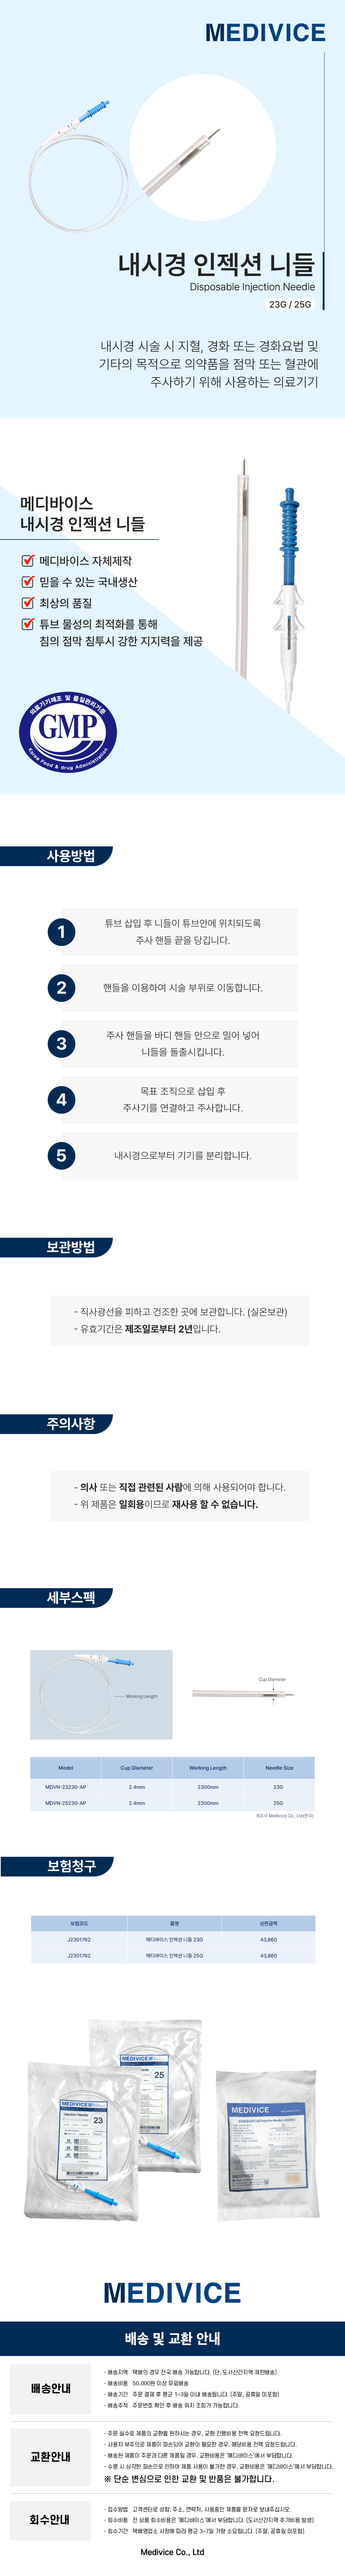 MEDIVICE
내시경 인젝션 니들
Disposable Injection Needle
23G / 25G
내시경 시술 시 지혈, 경화 또는 경화요법 및
기타의 목적으로 의약품을 점막 또는 혈관에
주사하기 위해 사용하는 의료기기
메디바이스
내시경 인젝션 니들
메디바이스 자체제작
믿을 수 있는 국내생산
최상의 품질
튜브 물성의 최적화를 통해
침의 점막 침투시 강한 지지력을 제공
의료기기제조 및 품질관리기준
GMP
Korea Food & drug Administration
사용방법
1
튜브 삽입 후 니들이 튜브안에 위치되도록
주사 핸들 끝을 당깁니다.
2
핸들을 이용하여 시술 부위로 이동합니다.
3
주사 핸들을 바디 핸들 안으로 밀어 넣어
니들을 돌출시킵니다.
4
목표 조직으로 삽입 후
주사기를 연결하고 주사합니다.
5
내시경으로부터 기기를 분리합니다.
보관방법
- 직사광선을 피하고 건조한 곳에 보관합니다. (실온보관)
- 유효기간은 제조일로부터 2년입니다.
주의사항
- 의사 또는 직접 관련된 사람에 의해 사용되어야 합니다.
- 위 제품은 일회용이므로 재사용 할 수 없습니다.
세부스펙
Working Length
Cup Diameter
Model Cup Diameter Working Length Needle Size
MDVN-23230-AP 2.4mm 2300mm 23G
MDVN-25230-AP 2.4mm 2300mm 25G
제조사 Medivice Co., Lte(한국)
보험청구
보험코드 품명 상한금액
J2301782 메디바이스 인젝션 니들 23G 43,860
J2301782 메디바이스 인젝션 니들 25G 43,860
MEDIVICE
25
MEDIVICE
Injection Needle
23
MEDIVICE
MEDIVICE
배송 및 교환 안내
배송안내
- 배송지역 택배의 경우 전국 배송 가능합니다. (단, 도서산간지역 제한배송)
- 배송비용 50,000원 이상 무료배송
- 배송기간 주문 결제 후 평균 1~3일 이내 배송됩니다. (주말, 공휴일 미포함)
- 배송추적 주문번호 확인 후 배송 위치 조회가 가능합니다.
교환안내
- 주문 실수로 제품의 교환을 원하시는 경우, 교환 진행비용 전액 요청드립니다.
- 사용자 부주의로 제품이 파손되어 교환이 필요한 경우, 해당비용 전액 요청드립니다.
- 배송된 제품이 주문과 다른 제품일 경우, 교환비용은 '메디바이스'에서 부담합니다.
- 수령 시 심각한 파손으로 인하여 제품 사용이 불가한 경우, 교환비용은 '메디바이스'에서 부담합니다.
※ 단순 변심으로 인한 교환 및 반품은 불가합니다.
회수안내
- 접수방법 고객센터로 성함, 주소, 연락처, 사용중인 제품을 문자로 보내주십시오.
- 회수비용 전 상품 회수비용은 '메디바이스'에서 부담합니다. (도서산간지역 추가비용 발생)
- 회수기간 택배영업소 사정에 따라 평균 3~7일 가량 소요됩니다. (주말, 공휴일 미포함)
Medivice Co., Ltd